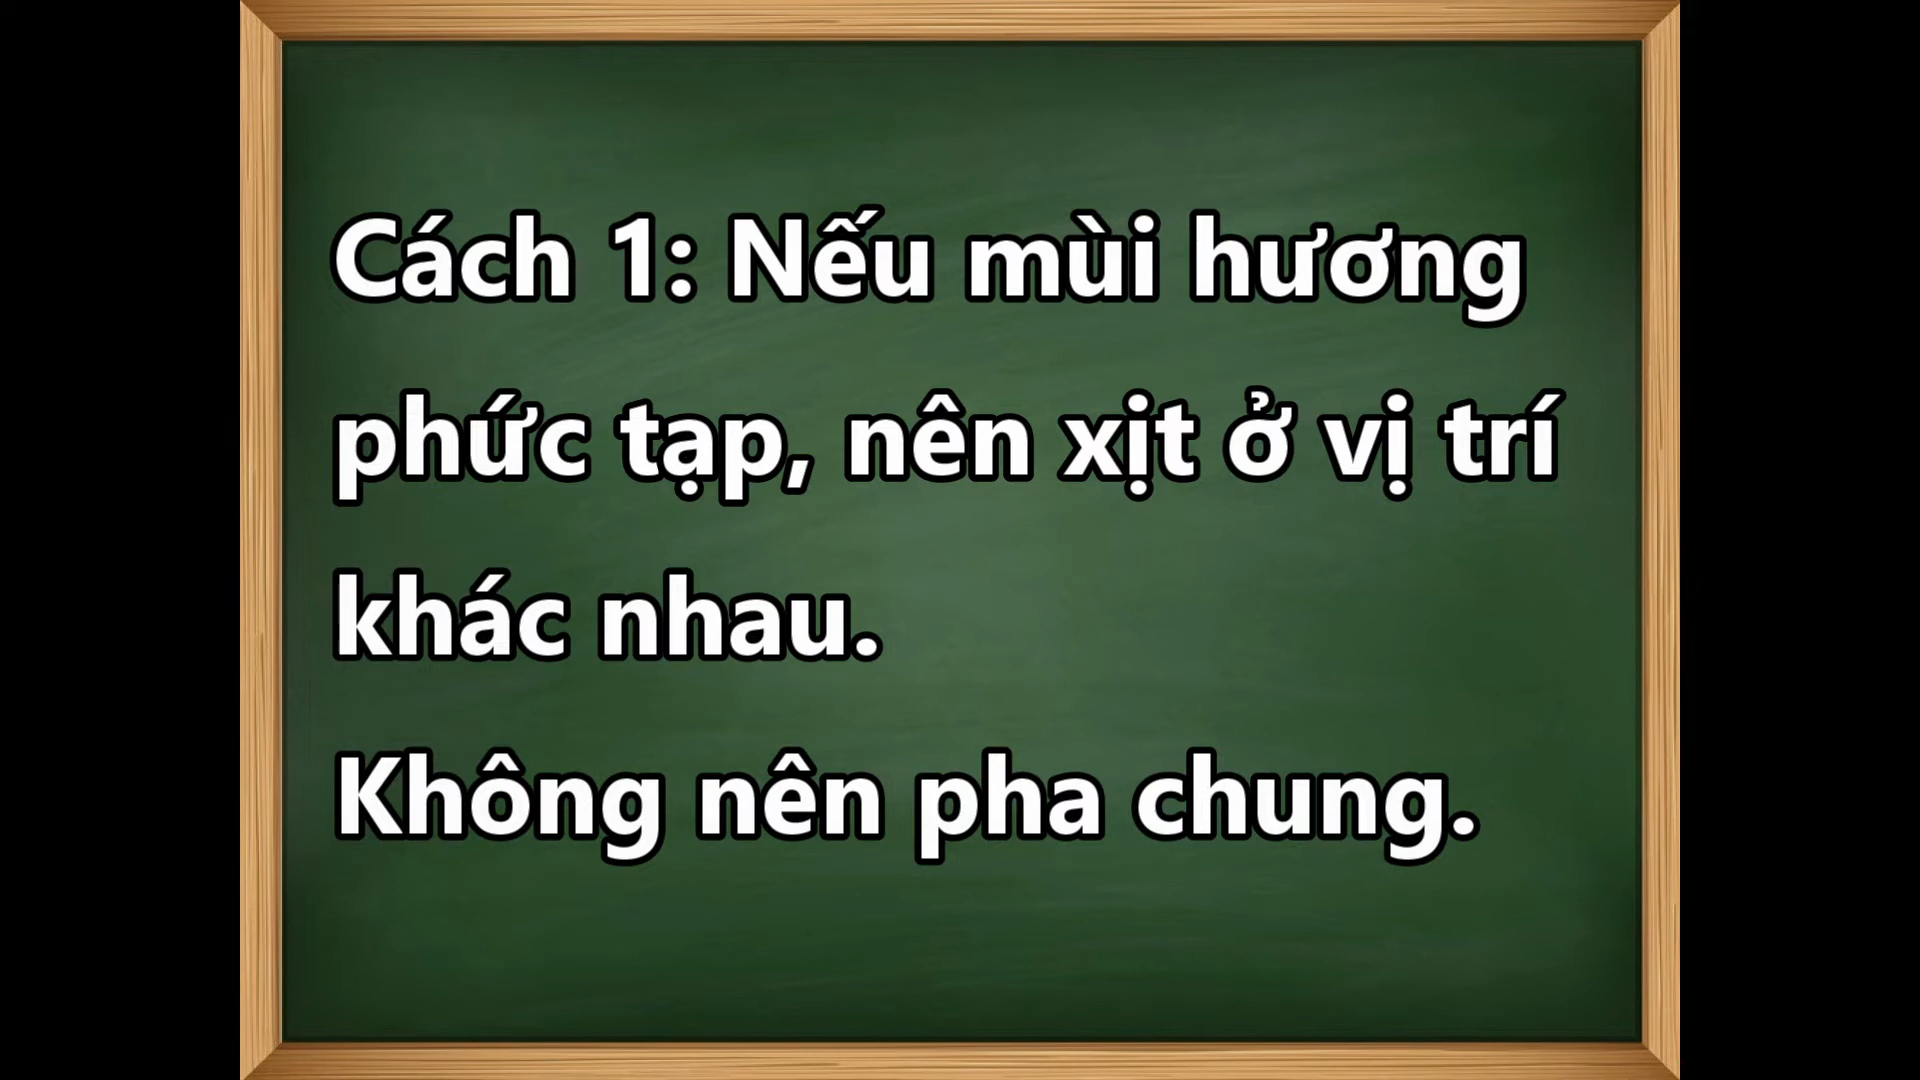 Cách 1: Nếu mùi hương
phức tạp, nên xịt ở vị trí
khác nhau.
Không nên pha chung.